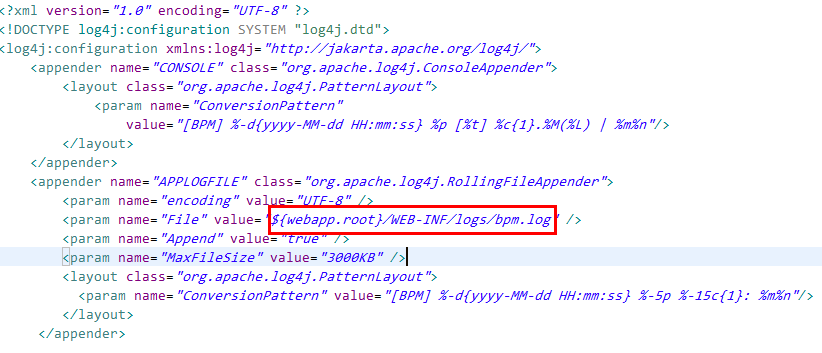 <?xml version="1.0" encoding="UTF-8" ?>
<!DOCTYPE log4j:configuration SYSTEM "log4j.dtd">
<log4j:configuration xmlns:log4j="http://jakarta.apache.org/log4j/">
<appender name="CONSOLE" class="org.apache.log4j.ConsoleAppender">
<layout class="org.apache.log4j.PatternLayout">
<param name="ConversionPattern"
value="[BPM] %-d{yyyy-MM-dd HH:mm:ss} %p [%t] %c{1}.%M(%L) | %m%n"/>
</layout>
</appender>
<appender name="APPLOGFILE" class="org.apache.log4j.RollingFileAppender">
<param name="encoding" value="UTF-8" />
<param name="File" value="${webapp.root}/WEB-INF/logs/bpm.log" />
<param name="Append" value="true" />
<param name="MaxFileSize" value="3000KB" />
<layout class="org.apache.log4j.PatternLayout">
<param name="ConversionPattern" value="[BPM] %-d{yyyy-MM-dd HH:mm:ss} %-5p %-15c{1}: %m%n"/>
</layout>
</appender>